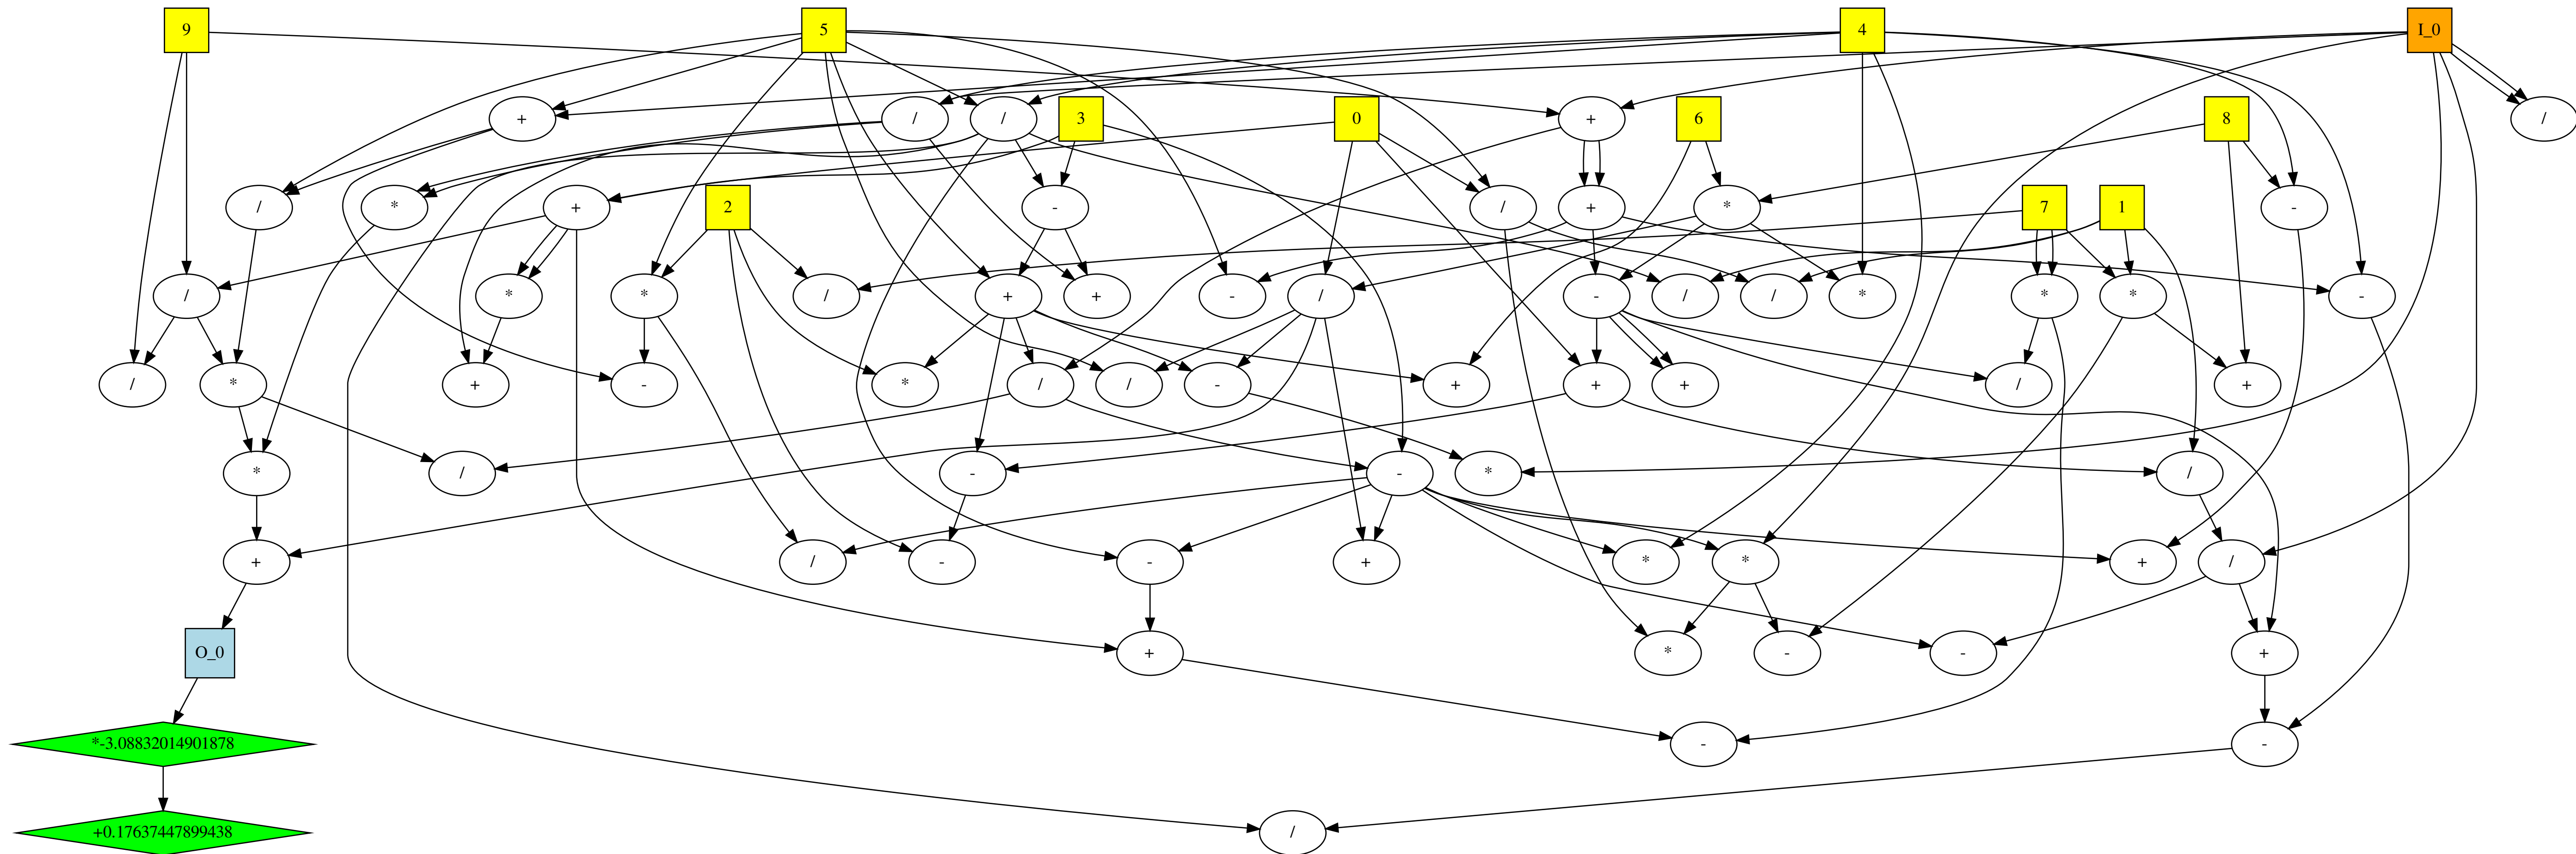 9 5 4 I_0
+ / / 3 0 + 6 8 /
/ * + 2 - / + * 7 1 -
/ * * / + + - / - / / * * * -
/ * + - * / / - + + + / +
* / - - * /
+ / - - + * * + /
O_0 + * - - +
*-3.08832014901878 - -
+0.17637447899438 /